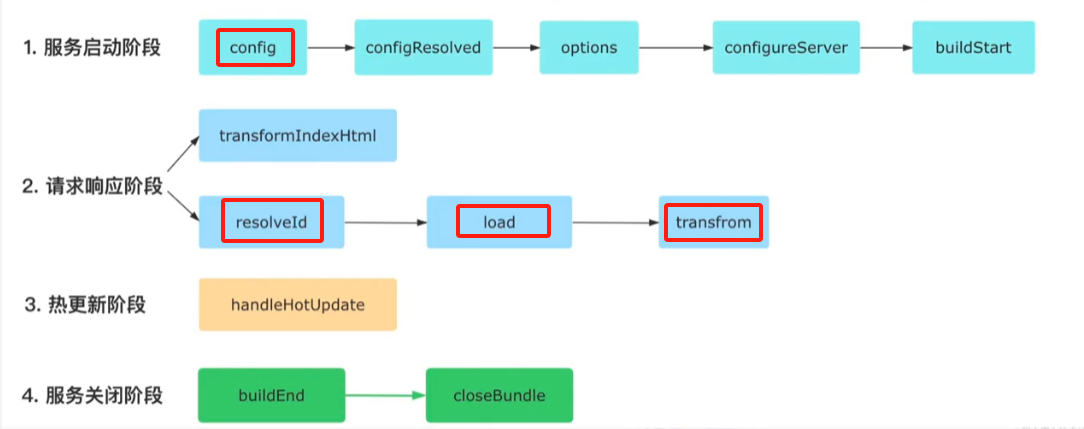 1. 服务启动阶段 config configResolved options configureServer buildStart
transformIndexHtml
2. 请求响应阶段
resolveId load transfrom
3. 热更新阶段 handleHotUpdate
4. 服务关闭阶段 buildEnd closeBundle